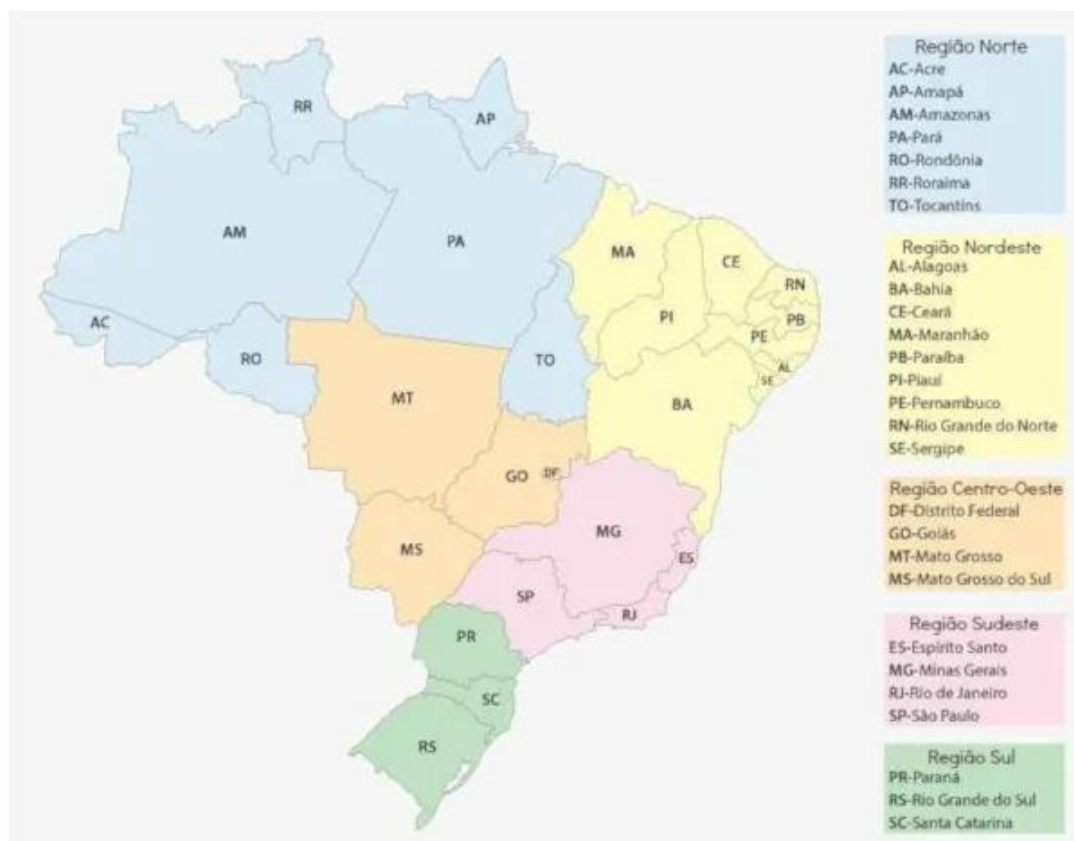 RR
AP
AM
PA
MA
CE
RN
PI
PB
PE
AC
RO
TO
AL
SE
MT
BA
GO
DF
MS
MG
ES
SP
RJ
PR
SC
RS
Região Norte
AC-Acre
AP-Amapá
AM-Amazonas
PA-Pará
RO-Rondônia
RR-Roraima
TO-Tocantins
Região Nordeste
AL-Alagoas
BA-Bahia
CE-Ceará
MA-Maranhão
PB-Paraíba
PI-Piauí
PE-Pernambuco
RN-Rio Grande do Norte
SE-Sergipe
Região Centro-Oeste
DF-Distrito Federal
GO-Goiás
MT-Mato Grosso
MS-Mato Grosso do Sul
Região Sudeste
ES-Espírito Santo
MG-Minas Gerais
RJ-Rio de Janeiro
SP-São Paulo
Região Sul
PR-Paraná
RS-Rio Grande do Sul
SC-Santa Catarina